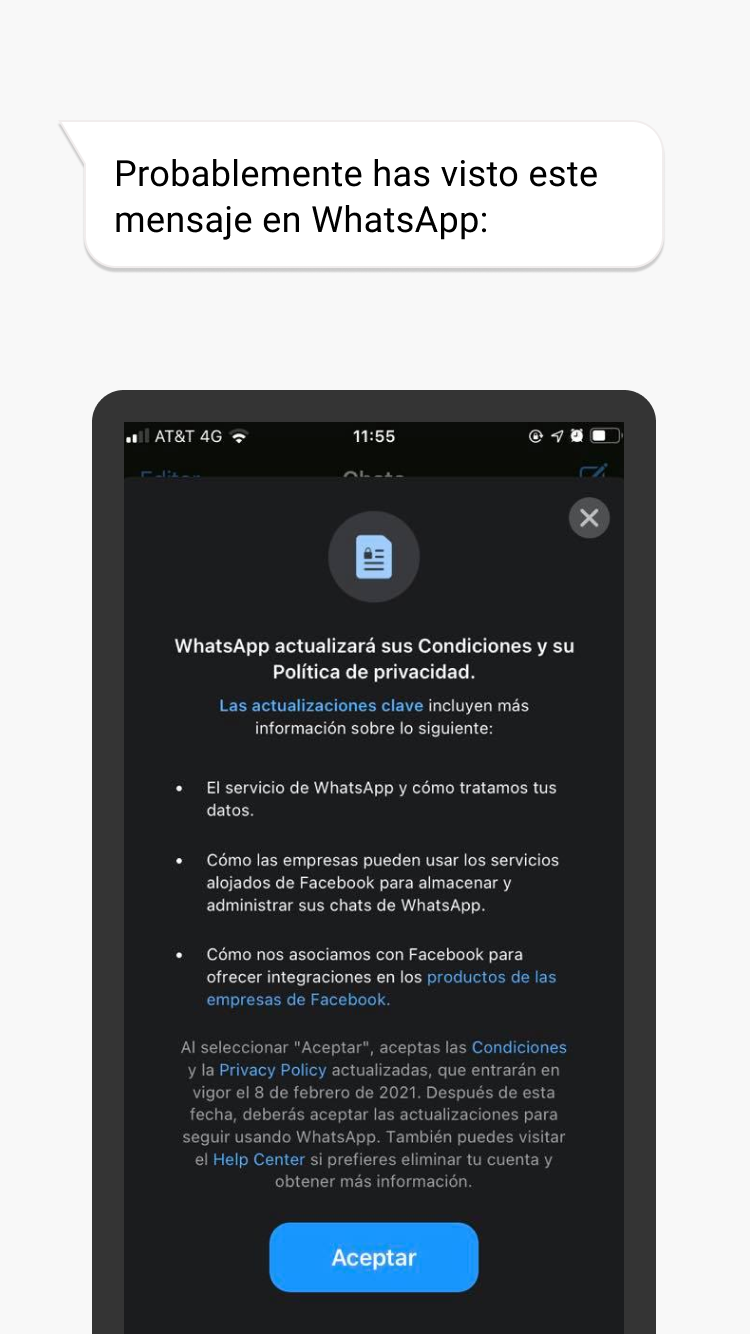 Probablemente has visto este
mensaje en WhatsApp:
AT&T 4G 11:55
WhatsApp actualizará sus Condiciones y su
Política de privacidad.
Las actualizaciones clave incluyen más
información sobre lo siguiente:
• El servicio de WhatsApp y cómo tratamos tus
datos.
• Cómo las empresas pueden usar los servicios
alojados de Facebook para almacenar y
administrar sus chats de WhatsApp.
• Cómo nos asociamos con Facebook para
ofrecer integraciones en los productos de las
empresas de Facebook.
Al seleccionar "Aceptar", aceptas las Condiciones
y la Privacy Policy actualizadas, que entrarán en
vigor el 8 de febrero de 2021. Después de esta
fecha, deberás aceptar las actualizaciones para
seguir usando WhatsApp. También puedes visitar
el Help Center si prefieres eliminar tu cuenta y
obtener más información.
Aceptar